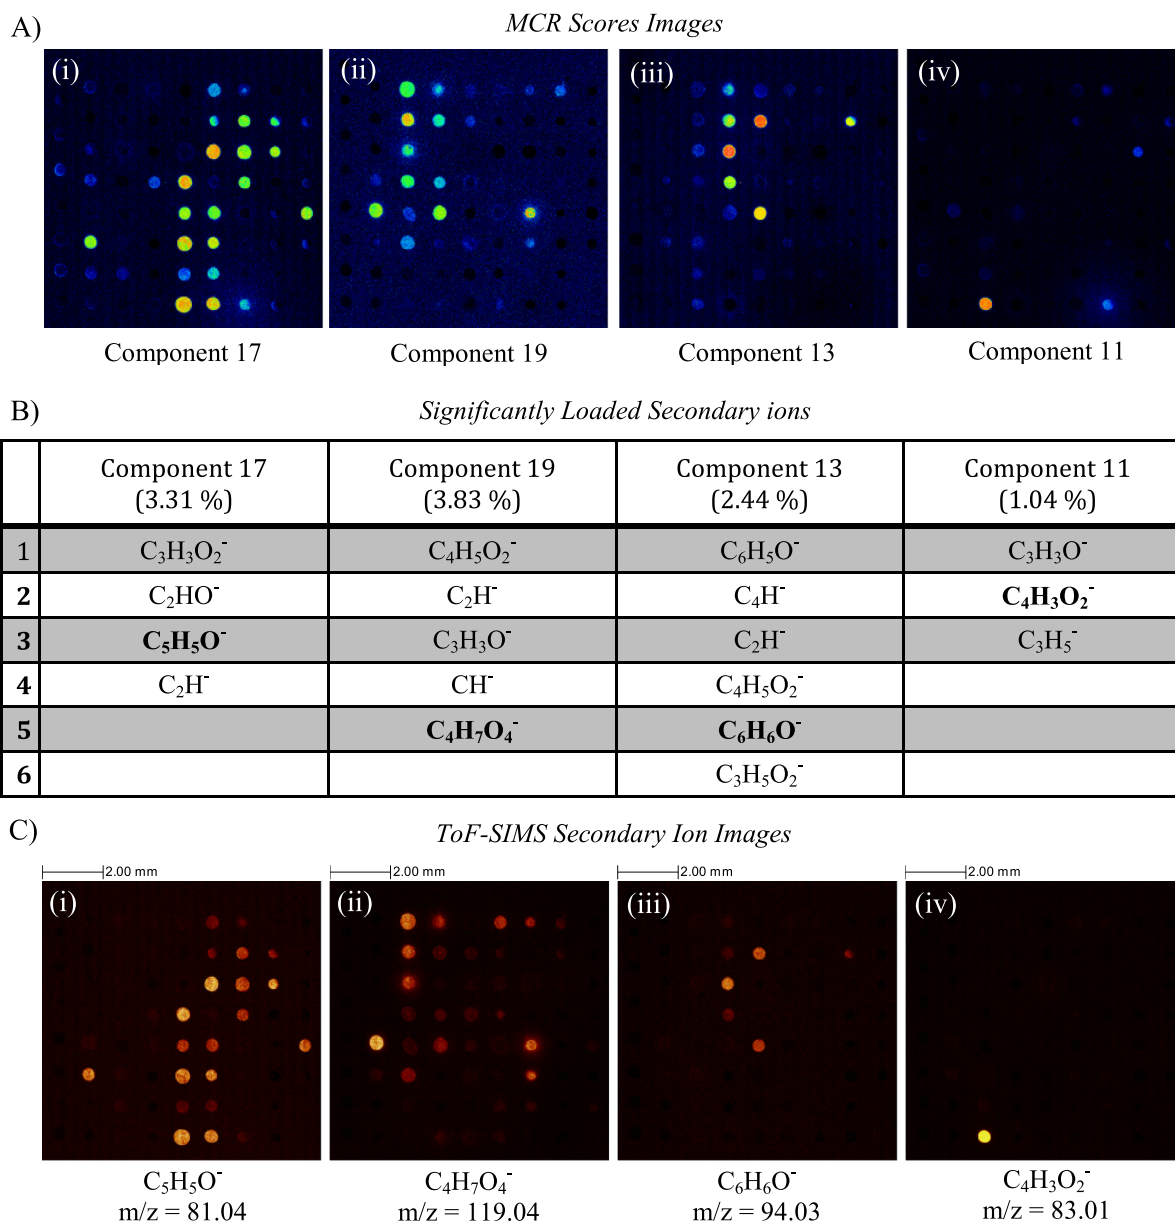 A) MCR Scores Images
(i) (ii) (iii) (iv)
Component 17 Component 19 Component 13 Component 11
B) Significantly Loaded Secondary ions
Component 17 Component 19 Component 13 Component 11
(3.31 %) (3.83 %) (2.44 %) (1.04 %)
1 C₃H₃O₂⁻ C₄H₅O₂⁻ C₆H₅O⁻ C₃H₃O⁻
2 C₂HO⁻ C₂H⁻ C₄H⁻ C₄H₃O₂⁻
3 C₅H₅O⁻ C₃H₃O⁻ C₂H⁻ C₃H₅⁻
4 C₂H⁻ CH⁻ C₄H₅O₂⁻
5 C₄H₇O₄⁻ C₆H₆O⁻
6 C₃H₅O₂⁻
C) ToF-SIMS Secondary Ion Images
2.00 mm 2.00 mm 2.00 mm 2.00 mm
(i) (ii) (iii) (iv)
C₅H₅O⁻ C₄H₇O₄⁻ C₆H₆O⁻ C₄H₃O₂⁻
m/z = 81.04 m/z = 119.04 m/z = 94.03 m/z = 83.01